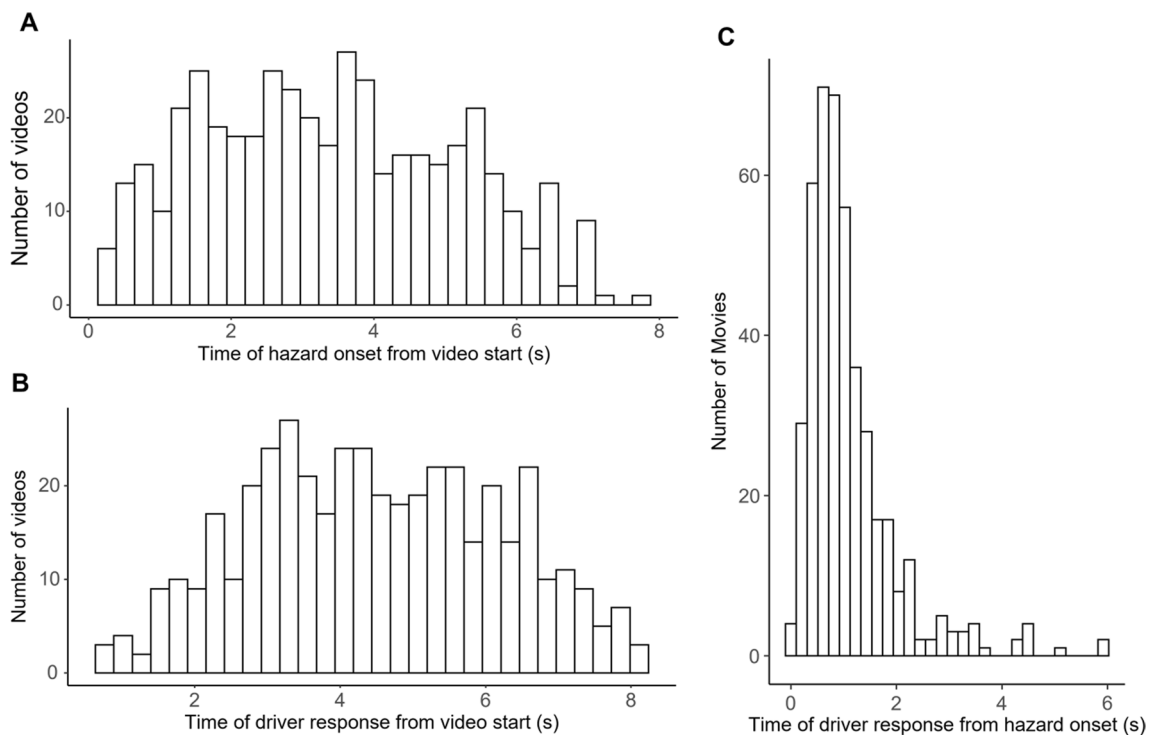 A
Number of videos
20
10
0
0 2 4 6 8
Time of hazard onset from video start (s)
B
Number of videos
20
10
0
2 4 6 8
Time of driver response from video start (s)
C
Number of Movies
60
40
20
0
0 2 4 6
Time of driver response from hazard onset (s)